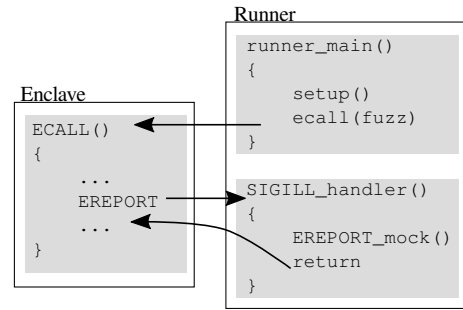 Runner
runner_main()
{
setup()
ecall(fuzz)
}
Enclave
ECALL()
{
...
EREPORT
...
}
SIGILL_handler()
{
EREPORT_mock()
return
}